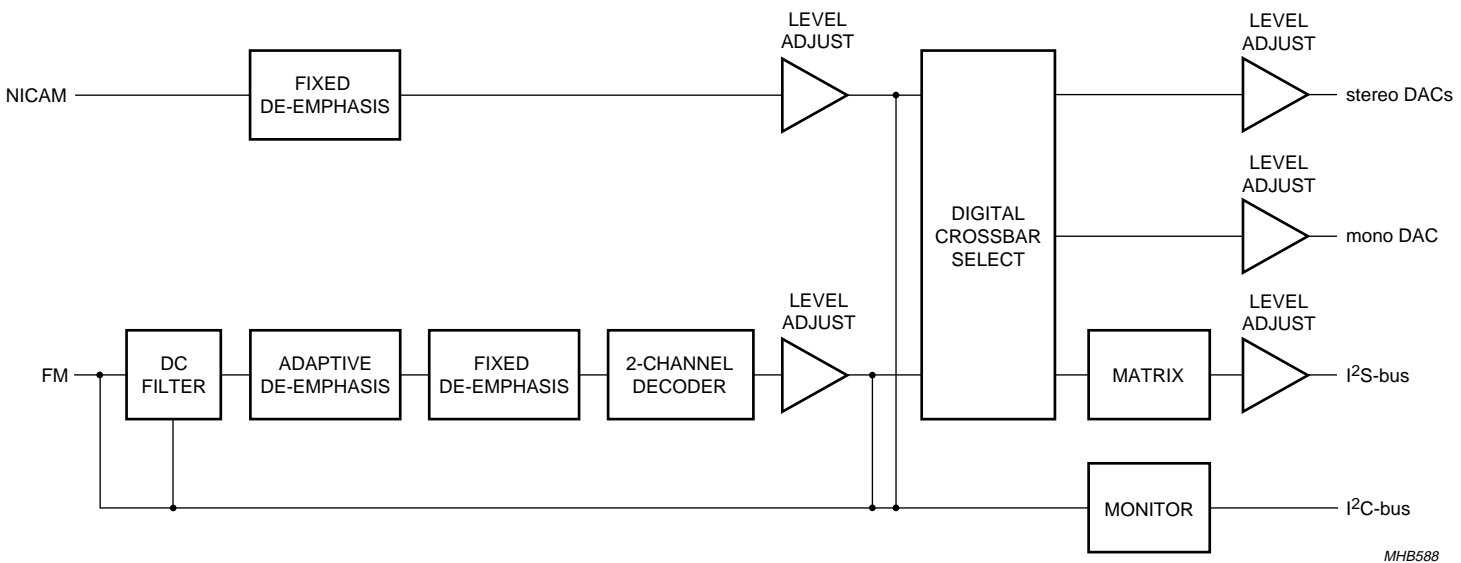 LEVEL
ADJUST
LEVEL
ADJUST
NICAM
FIXED
DE-EMPHASIS
stereo DACs
LEVEL
ADJUST
DIGITAL
CROSSBAR
SELECT
mono DAC
LEVEL
ADJUST
LEVEL
ADJUST
FM
DC
FILTER
ADAPTIVE
DE-EMPHASIS
FIXED
DE-EMPHASIS
2-CHANNEL
DECODER
MATRIX
I²S-bus
MONITOR
I²C-bus
MHB588